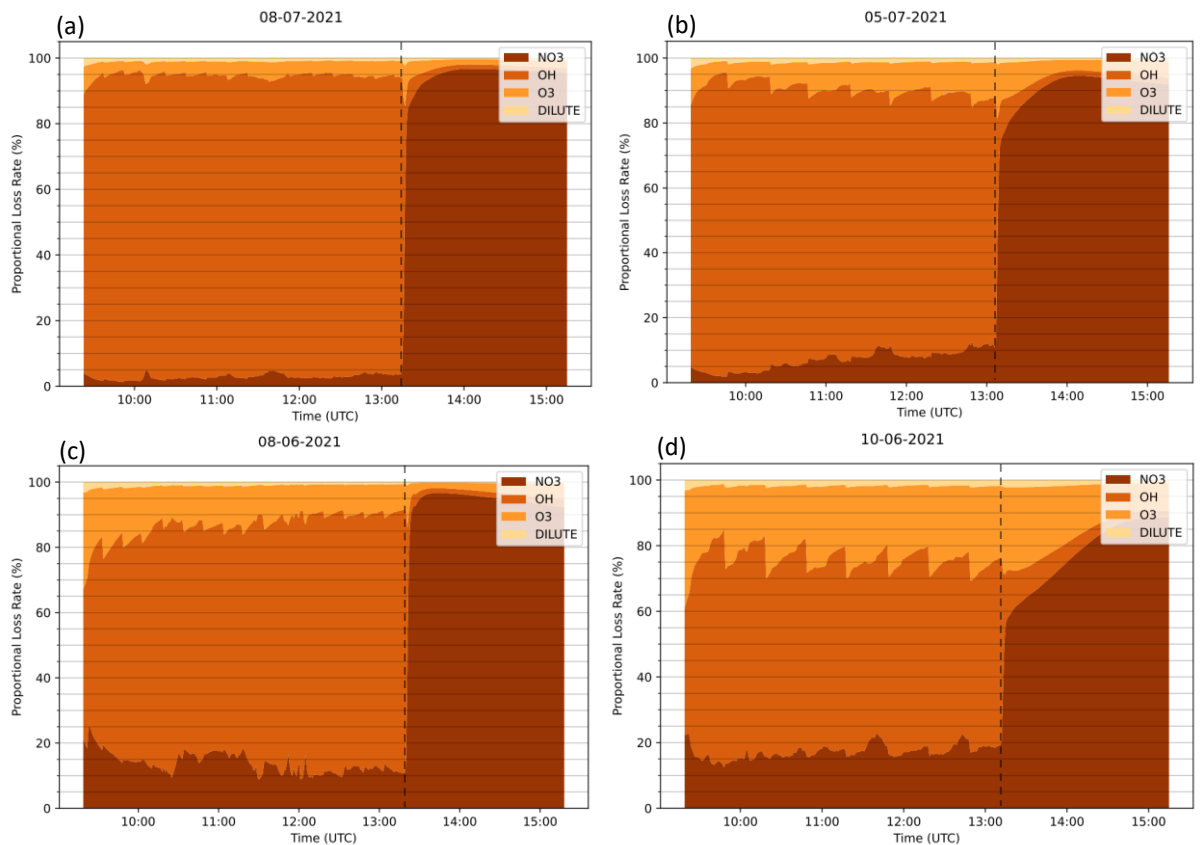 (a)
08-07-2021
Proportional Loss Rate (%)
100
80
60
40
20
0
NO3
OH
O3
DILUTE
10:00 11:00 12:00 13:00 14:00 15:00
Time (UTC)
(b)
05-07-2021
Proportional Loss Rate (%)
100
80
60
40
20
0
NO3
OH
O3
DILUTE
10:00 11:00 12:00 13:00 14:00 15:00
Time (UTC)
(c)
08-06-2021
Proportional Loss Rate (%)
100
80
60
40
20
0
NO3
OH
O3
DILUTE
10:00 11:00 12:00 13:00 14:00 15:00
Time (UTC)
(d)
10-06-2021
Proportional Loss Rate (%)
100
80
60
40
20
0
NO3
OH
O3
DILUTE
10:00 11:00 12:00 13:00 14:00 15:00
Time (UTC)